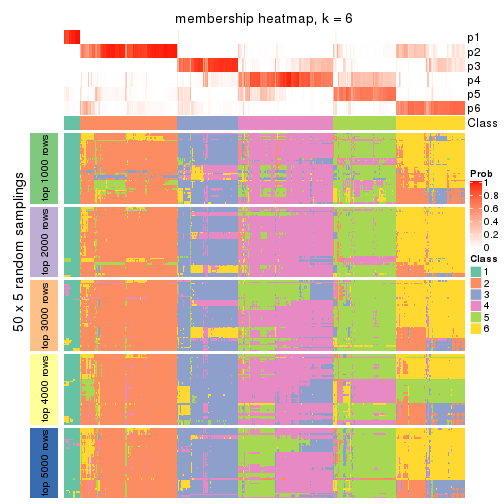 membership heatmap, k = 6
p1
p2
p3
p4
p5
p6
Class
50 x 5 random samplings
top 1000 rows
top 2000 rows
top 3000 rows
top 4000 rows
top 5000 rows
Prob
1
0.8
0.6
0.4
0.2
0
Class
1
2
3
4
5
6